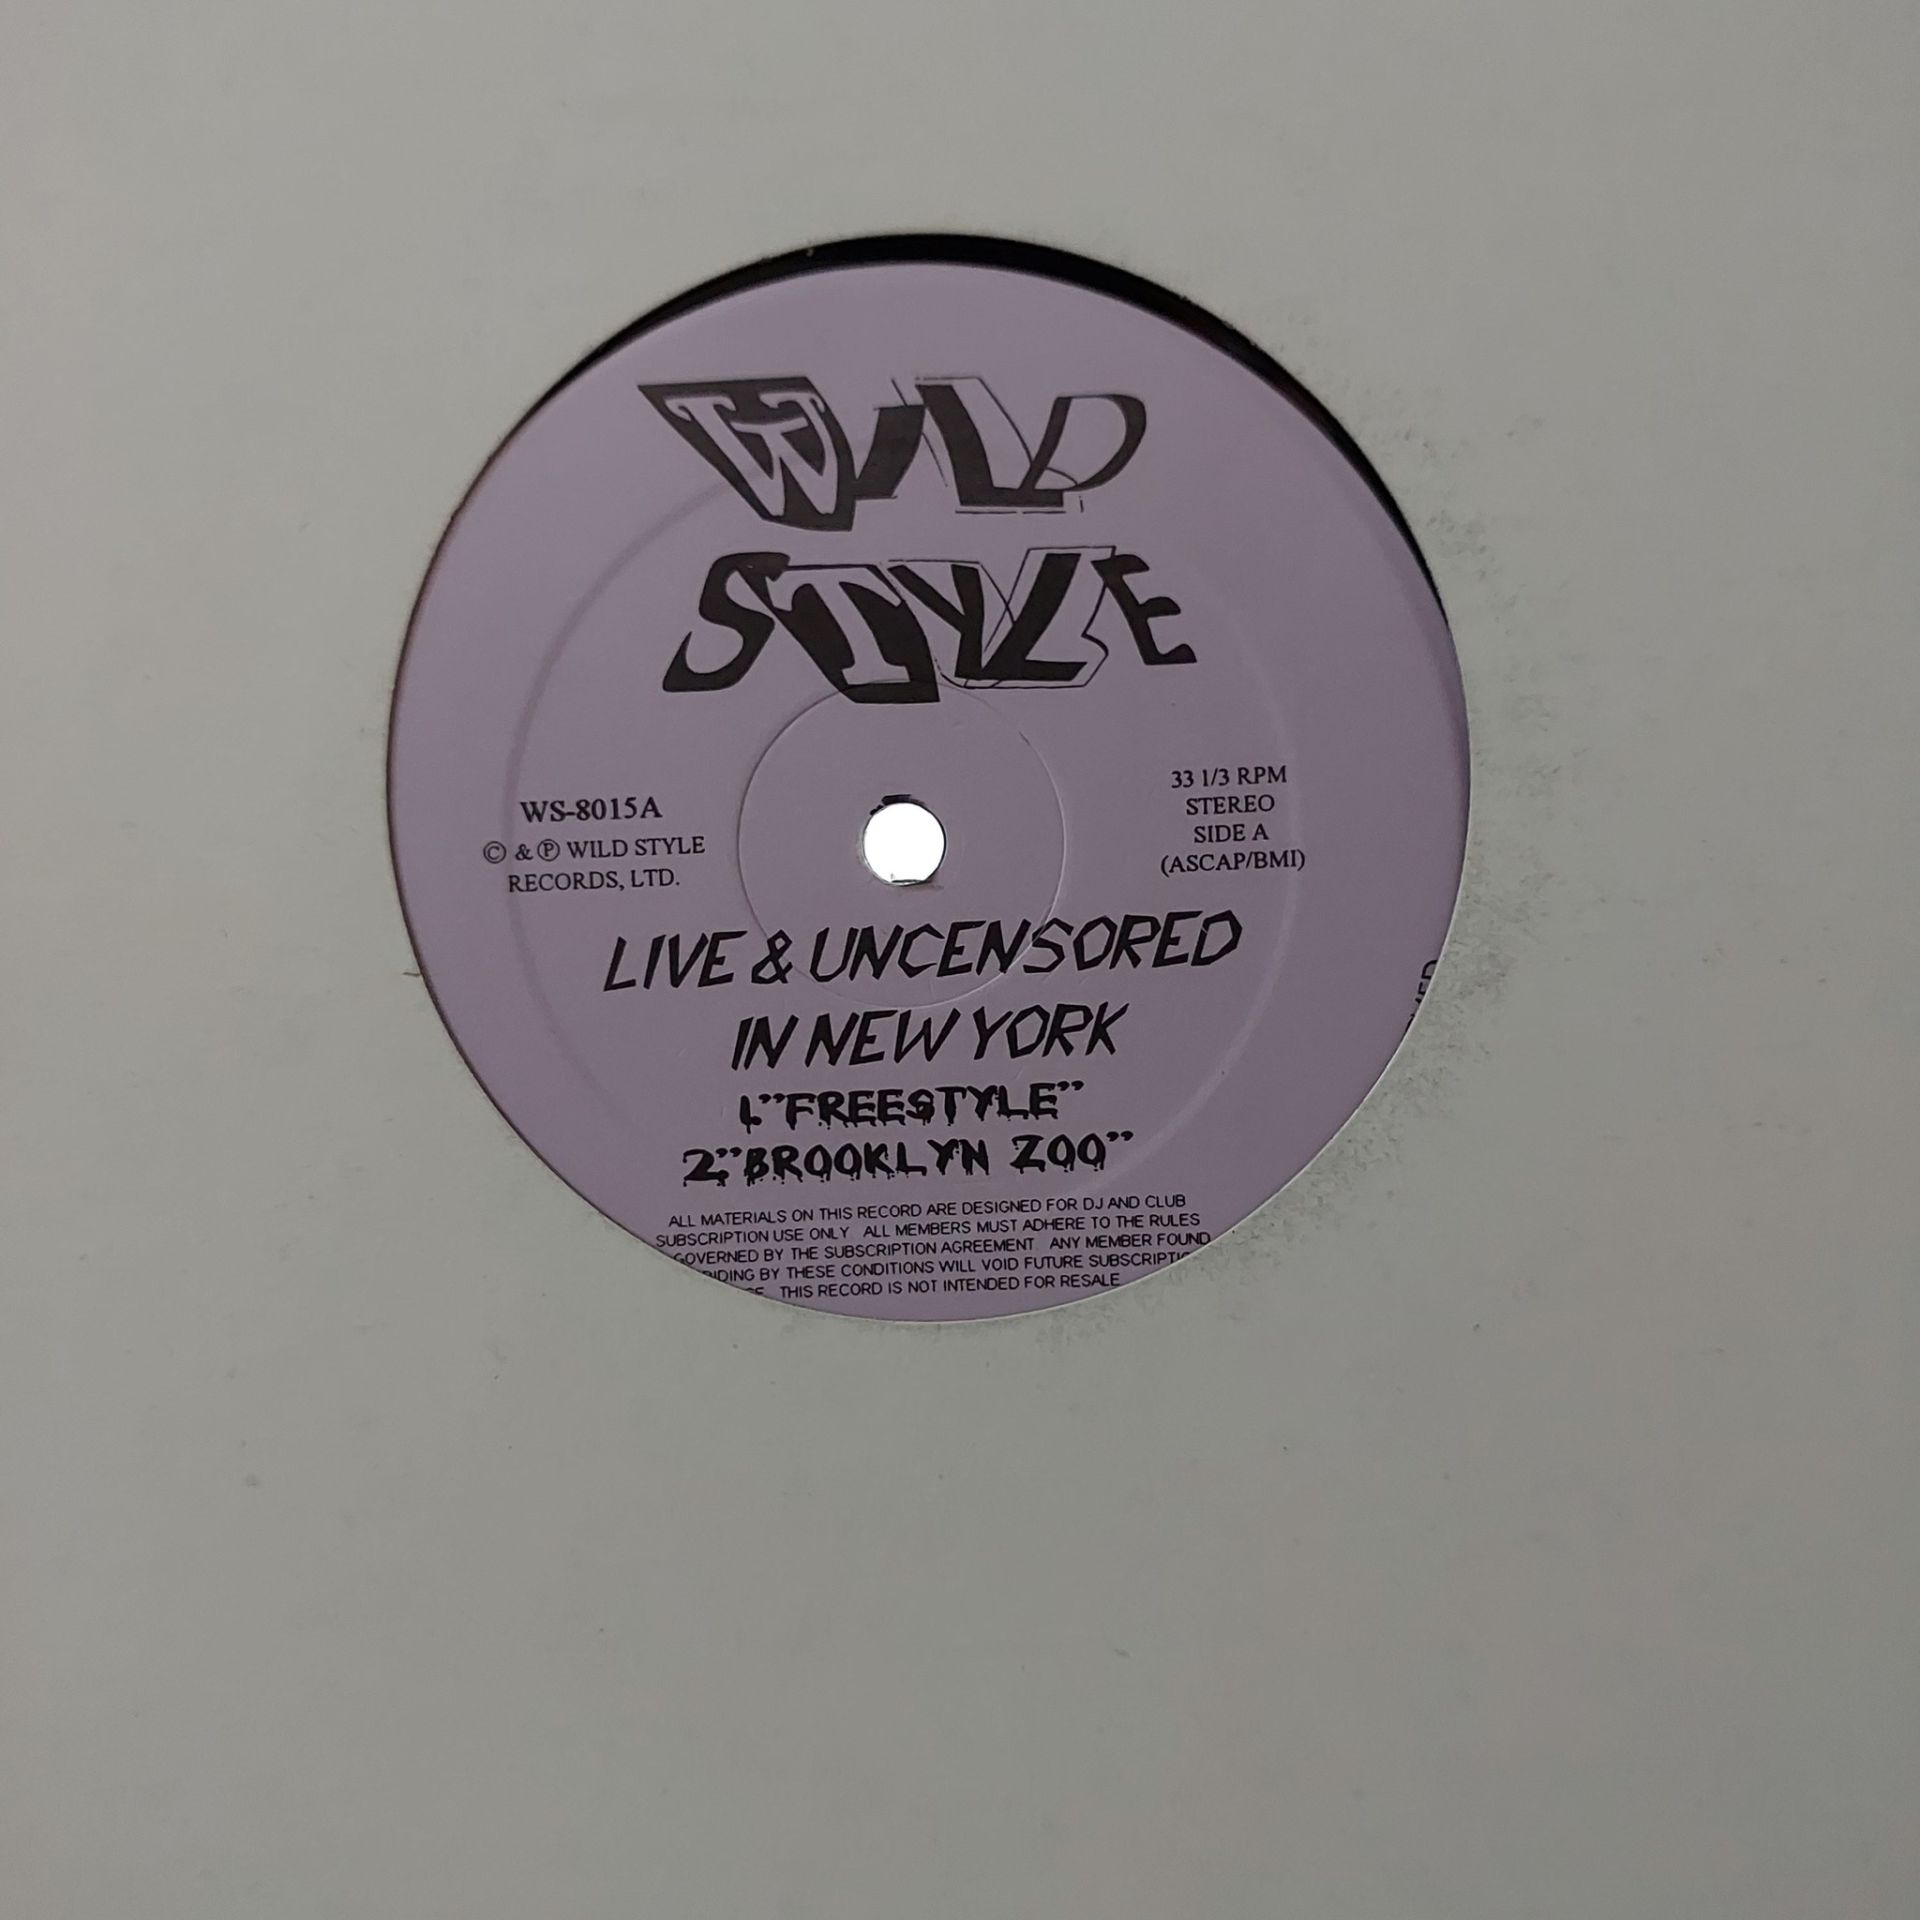 WILD
STYLE
WS-8015A
© & ℗ WILD STYLE
RECORDS, LTD.
33 1/3 RPM
STEREO
SIDE A
(ASCAP/BMI)
LIVE & UNCENSORED
IN NEW YORK
1."FREESTYLE"
2."BROOKLYN ZOO"
ALL MATERIALS ON THIS RECORD ARE DESIGNED FOR DJ AND CLUB
SUBSCRIPTION USE ONLY. ALL MEMBERS MUST ADHERE TO THE RULES
GOVERNED BY THE SUBSCRIPTION AGREEMENT. ANY MEMBER FOUND
BY THESE CONDITIONS WILL VOID FUTURE
THIS RECORD IS NOT INTENDED FOR RESALE